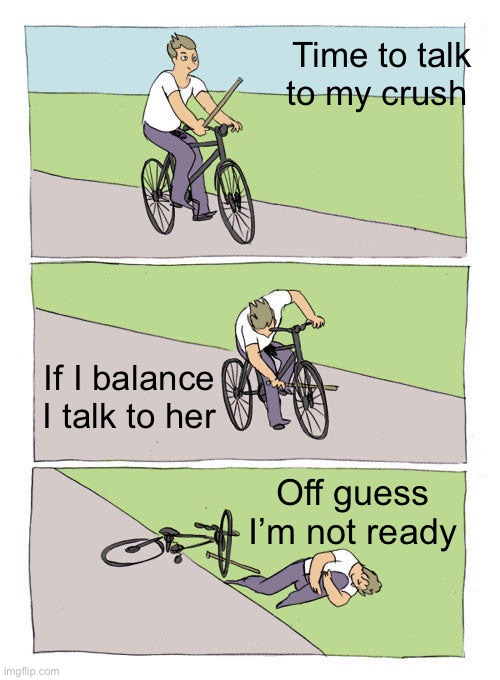 Time to talk
to my crush
If I balance
I talk to her
Off guess
I’m not ready
imgflip.com